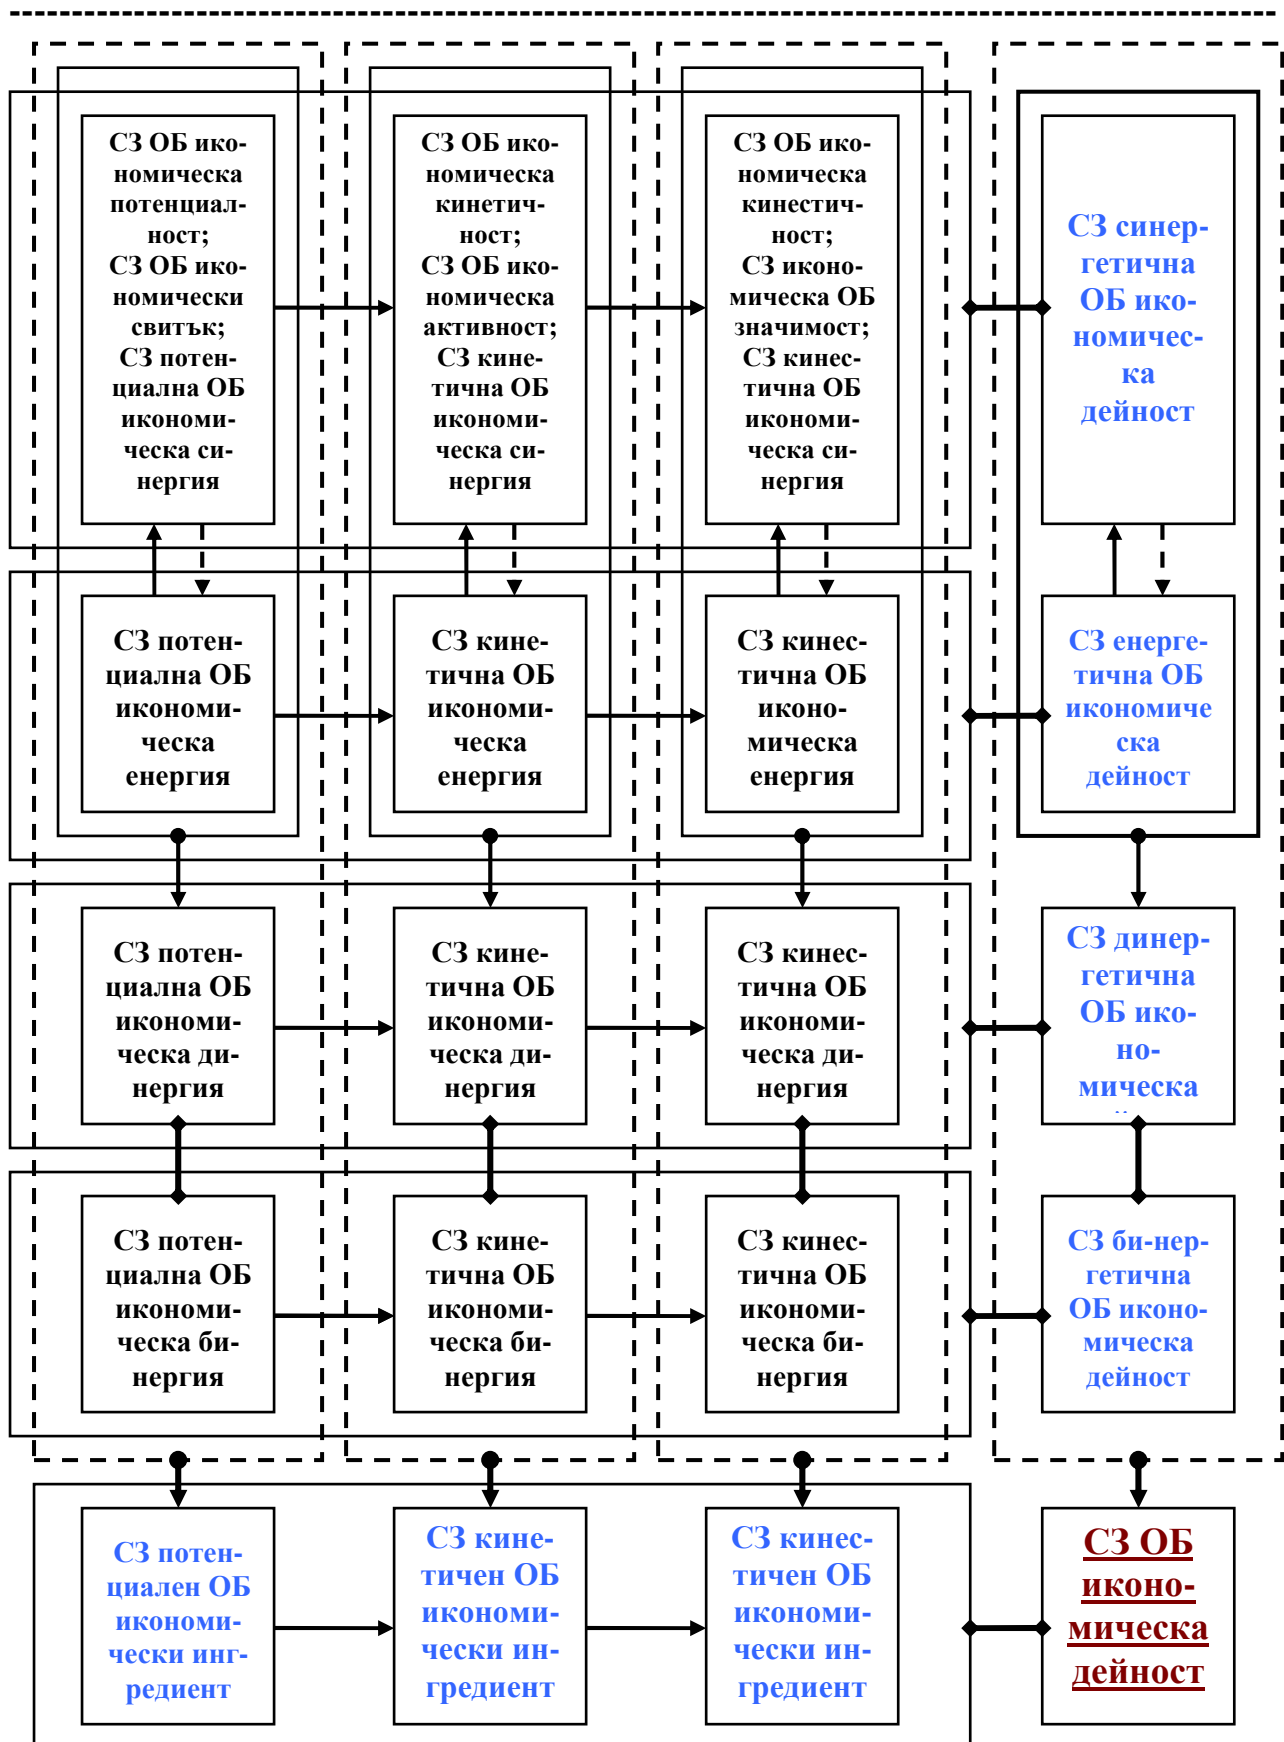 СЗ ОБ ико-
номическа
потенциал-
ност;
СЗ ОБ ико-
номически
свитък;
СЗ потен-
циална ОБ
икономи-
ческа си-
нергия
СЗ ОБ ико-
номическа
кинетич-
ност;
СЗ ОБ ико-
номическа
активност;
СЗ кине-
тична ОБ
икономи-
ческа си-
нергия
СЗ ОБ ико-
номическа
кинестич-
ност;
СЗ иконо-
мическа ОБ
значимост;
СЗ кинес-
тична ОБ
икономи-
ческа си-
нергия
СЗ синер-
гетична
ОБ ико-
номичес-
ка
дейност
СЗ потен-
циална ОБ
икономи-
ческа
енергия
СЗ кине-
тична ОБ
икономи-
ческа
енергия
СЗ кинес-
тична ОБ
иконо-
мическа
енергия
СЗ енерге-
тична ОБ
икономиче
ска
дейност
СЗ потен-
циална ОБ
икономи-
ческа ди-
нергия
СЗ кине-
тична ОБ
икономи-
ческа ди-
нергия
СЗ кинес-
тична ОБ
икономи-
ческа ди-
нергия
СЗ динер-
гетична
ОБ ико-
но-
мическа
СЗ потен-
циална ОБ
икономи-
ческа би-
нергия
СЗ кине-
тична ОБ
икономи-
ческа би-
нергия
СЗ кинес-
тична ОБ
икономи-
ческа би-
нергия
СЗ би-нер-
гетична
ОБ иконо-
мическа
дейност
СЗ потен-
циален ОБ
икономи-
чески инг-
редиент
СЗ кине-
тичен ОБ
икономи-
чески ин-
гредиент
СЗ кинес-
тичен ОБ
икономи-
чески ин-
гредиент
СЗ ОБ
иконо-
мическа
дейност